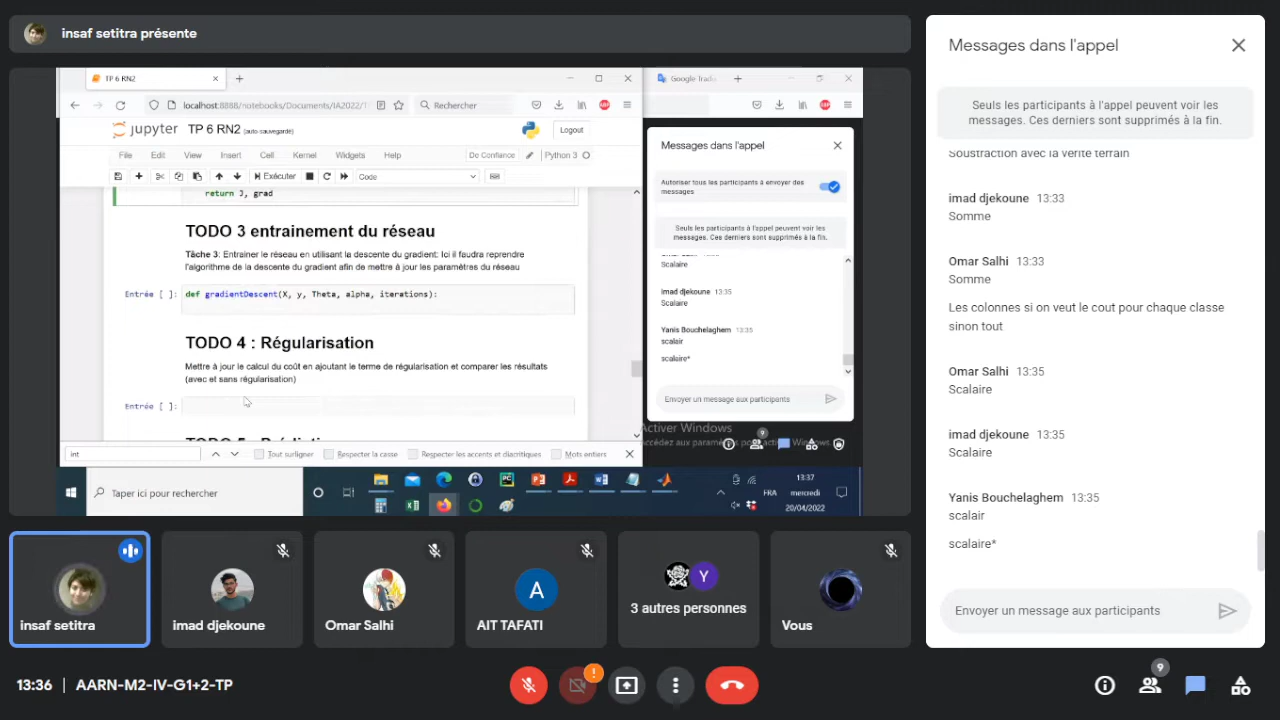 insaf setitra présente
TP 6 RN2
Google Tradu
localhost:8888/notebooks/Documents/IA2022/T
Rechercher
jupyter TP 6 RN2 (auto-sauvegardé)
Logout
File Edit View Insert Cell Kernel Widgets Help
De Confiance
Python 3
Exécuter
Code
return J, grad
TODO 3 entrainement du réseau
Tâche 3: Entrainer le réseau en utilisant la descente du gradient: Ici il faudra reprendre
l'algorithme de la descente du gradient afin de mettre à jour les paramètres du réseau
Entrée [ ]: def gradientDescent(X, y, Theta, alpha, iterations):
TODO 4 : Régularisation
Mettre à jour le calcul du coût en ajoutant le terme de régularisation et comparer les résultats
(avec et sans régularisation)
Entrée [ ]:
int
Tout surligner
Respecter la casse
Respecter les accents et diacritiques
Mots entiers
Messages dans l'appel
Autoriser tous les participants à envoyer des
messages
Seuls les participants à l'appel peuvent voir les
messages. Ces derniers sont supprimés à la fin.
Scalaire
imad djekoune 13:35
Scalaire
Yanis Bouchelaghem 13:35
scalair
scalaire*
Envoyer un message aux participants
Activer Windows
9
Taper ici pour rechercher
FRA
13:37
mercredi
20/04/2022
insaf setitra
imad djekoune
Omar Salhi
A
AIT TAFATI
Y
3 autres personnes
Vous
13:36 | AARN-M2-IV-G1+2-TP
!
9
Messages dans l'appel
Seuls les participants à l'appel peuvent voir les
messages. Ces derniers sont supprimés à la fin.
Soustraction avec la verite terrain
imad djekoune 13:33
Somme
Omar Salhi 13:33
Somme
Les colonnes si on veut le cout pour chaque classe
sinon tout
Omar Salhi 13:35
Scalaire
imad djekoune 13:35
Scalaire
Yanis Bouchelaghem 13:35
scalair
scalaire*
Envoyer un message aux participants